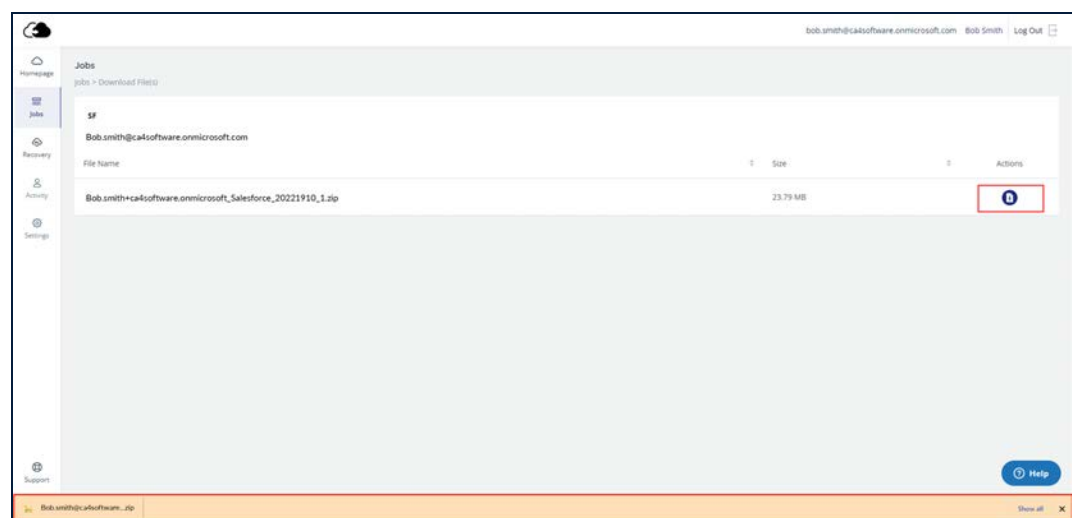 bob.smith@ca4software.onmicrosoft.com Bob Smith Log Out
Homepage
Jobs
Recovery
Activity
Settings
Support
Jobs
Jobs > Download File(s)
SF
Bob.smith@ca4software.onmicrosoft.com
File Name Size Actions
Bob.smith+ca4software.onmicrosoft_Salesforce_20221910_1.zip 23.79 MB
Help
Bob.smith@ca4software...zip Show all